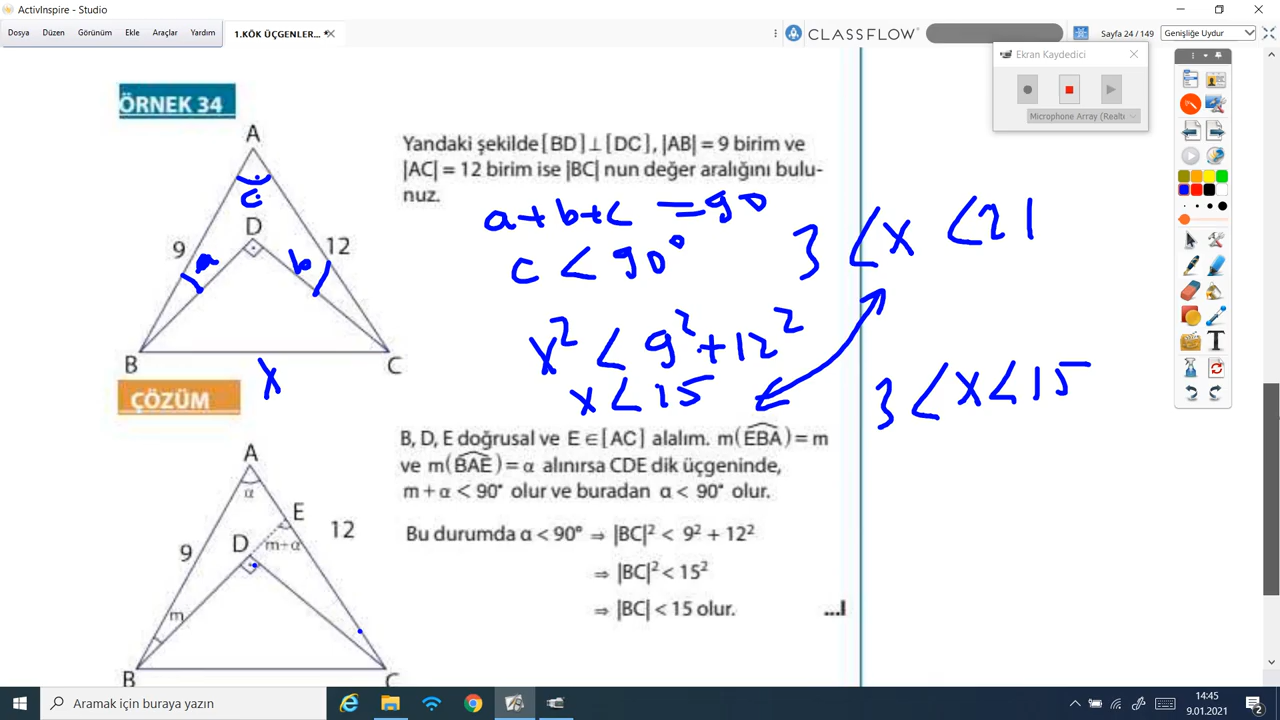 ActivInspire - Studio
Dosya Düzen Görünüm Ekle Araçlar Yardım
1.KÖK ÜÇGENLER...
CLASSFLOW
Sayfa 24 / 149
Genişliğe Uydur
Ekran Kaydedici
Microphone Array (Realt
ÖRNEK 34
A
c
D
9
12
a
b
B
C
x
Yandaki şekilde [BD]⊥[DC], |AB| = 9 birim ve
|AC| = 12 birim ise |BC| nun değer aralığını bulu-
nuz.
a+b+c = 90
c < 90°
3 < x < 21
x² < 9² + 12²
x < 15
3 < x < 15
ÇÖZÜM
A
α
E
D
m+α
9
12
m
B
C
B, D, E doğrusal ve E∈[AC] alalım. m(EBA) = m
ve m(BAE) = α alınırsa CDE dik üçgeninde,
m + α < 90° olur ve buradan α < 90° olur.
Bu durumda α < 90° ⇒ |BC|² < 9² + 12²
⇒ |BC|² < 15²
⇒ |BC| < 15 olur. ...I
Aramak için buraya yazın
14:45
9.01.2021
2